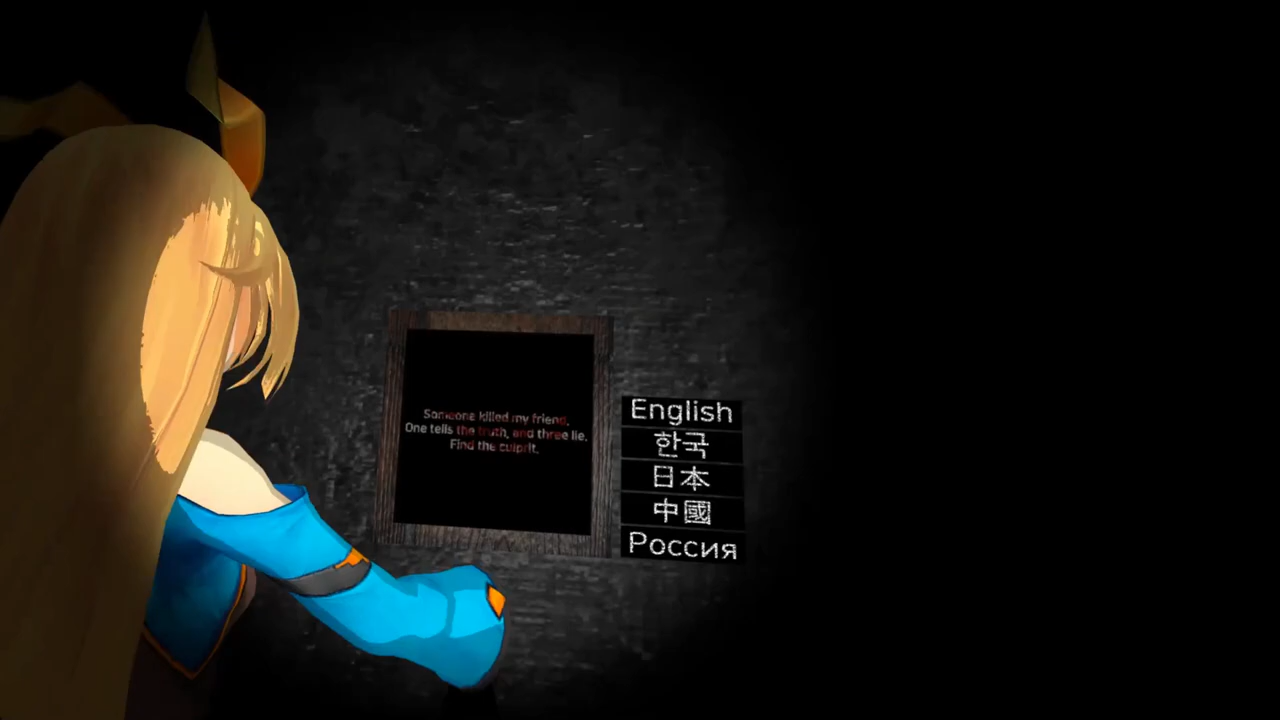 Someone killed my friend.
One tells the truth, and three lie.
Find the culprit.
English
한국
日本
中國
Россия